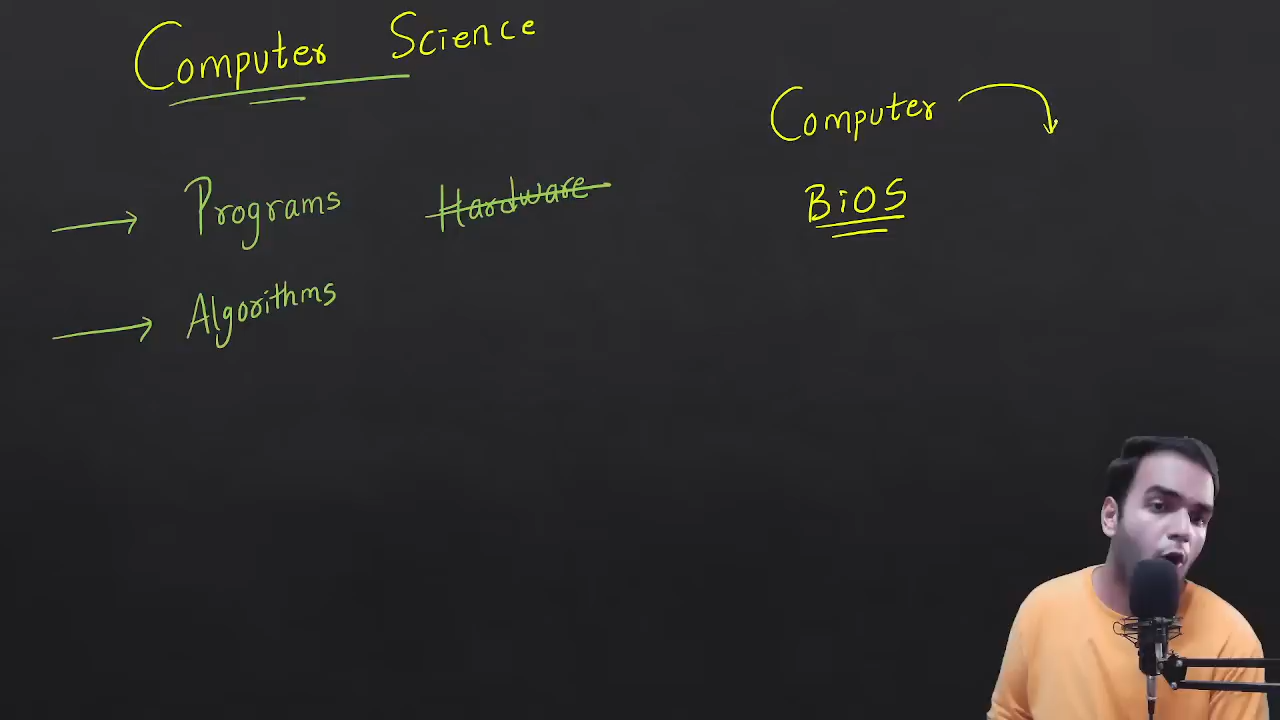 Computer Science
Programs
Hardware
Algorithms
Computer
BiOS